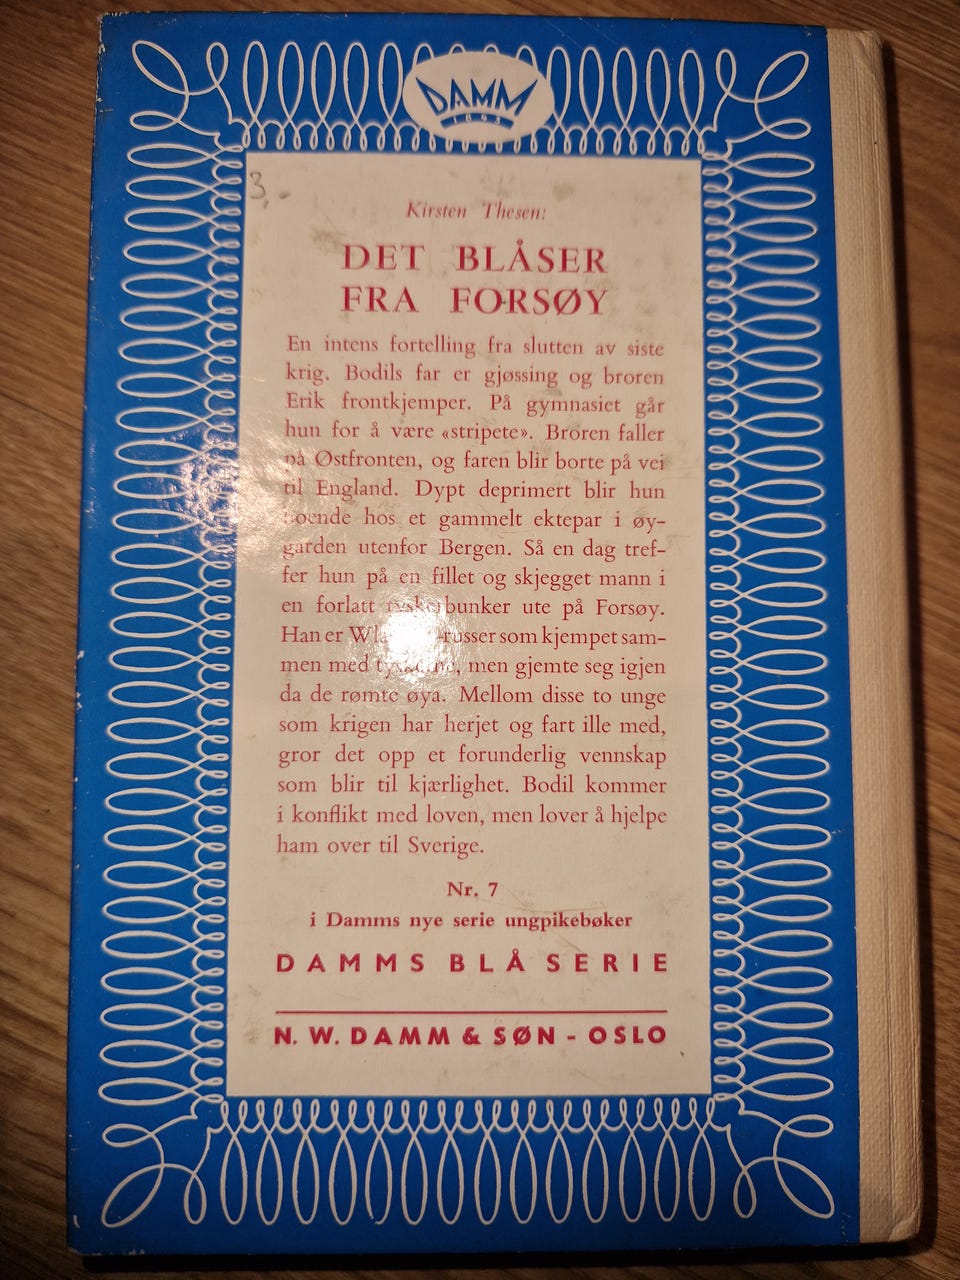 DAMM
1843
3,-
Kirsten Thesen:
DET BLÅSER
FRA FORSØY
En intens fortelling fra slutten av siste
krig. Bodils far er gjøssing og broren
Erik frontkjemper. På gymnasiet går
hun for å være «stripete». Broren faller
på Østfronten, og faren blir borte på vei
til England. Dypt deprimert blir hun
boende hos et gammelt ektepar i øy-
garden utenfor Bergen. Så en dag tref-
fer hun på en fillet og skjegget mann i
en forlatt tyskerbunker ute på Forsøy.
Han er -russer som kjempet sam-
men med tyskerne, men gjemte seg igjen
da de rømte øya. Mellom disse to unge
som krigen har herjet og fart ille med,
gror det opp et forunderlig vennskap
som blir til kjærlighet. Bodil kommer
i konflikt med loven, men lover å hjelpe
ham over til Sverige.
Nr. 7
i Damms nye serie ungpikebøker
DAMMS BLÅ SERIE
N. W. DAMM & SØN - OSLO